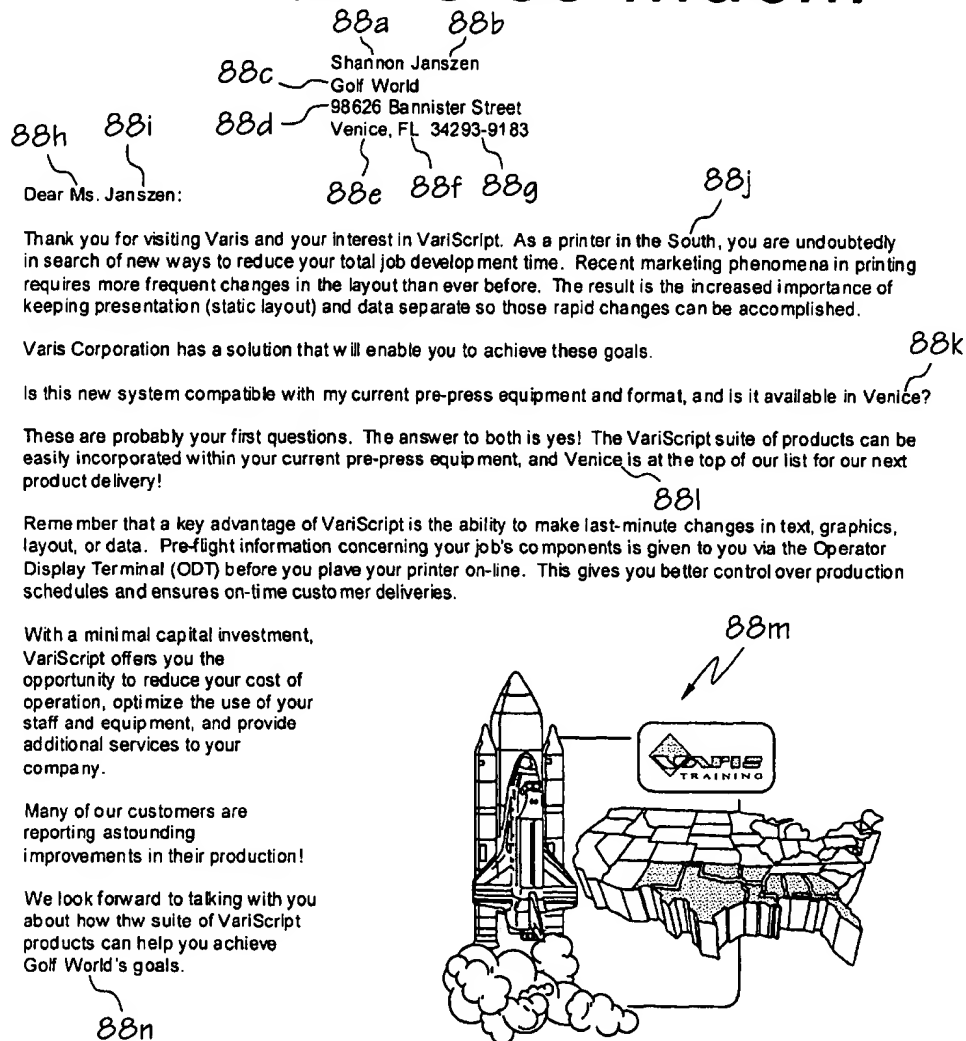 88a 88b
Shannon Janszen
88c Golf World
88d 98626 Bannister Street
Venice, FL 34293-9183
88h 88i
88e 88f 88g
88j
Dear Ms. Janszen:
Thank you for visiting Varis and your interest in VariScript. As a printer in the South, you are undoubtedly
in search of new ways to reduce your total job development time. Recent marketing phenomena in printing
requires more frequent changes in the layout than ever before. The result is the increased importance of
keeping presentation (static layout) and data separate so those rapid changes can be accomplished.
Varis Corporation has a solution that will enable you to achieve these goals.
88k
Is this new system compatible with my current pre-press equipment and format, and is it available in Venice?
These are probably your first questions. The answer to both is yes! The VariScript suite of products can be
easily incorporated within your current pre-press equipment, and Venice is at the top of our list for our next
product delivery!
88l
Remember that a key advantage of VariScript is the ability to make last-minute changes in text, graphics,
layout, or data. Pre-flight information concerning your job's components is given to you via the Operator
Display Terminal (ODT) before you plave your printer on-line. This gives you better control over production
schedules and ensures on-time customer deliveries.
With a minimal capital investment,
VariScript offers you the
opportunity to reduce your cost of
operation, optimize the use of your
staff and equipment, and provide
additional services to your
company.
Many of our customers are
reporting astounding
improvements in their production!
We look forward to talking with you
about how thw suite of VariScript
products can help you achieve
Golf World's goals.
88n
88m
VARIS
TRAINING